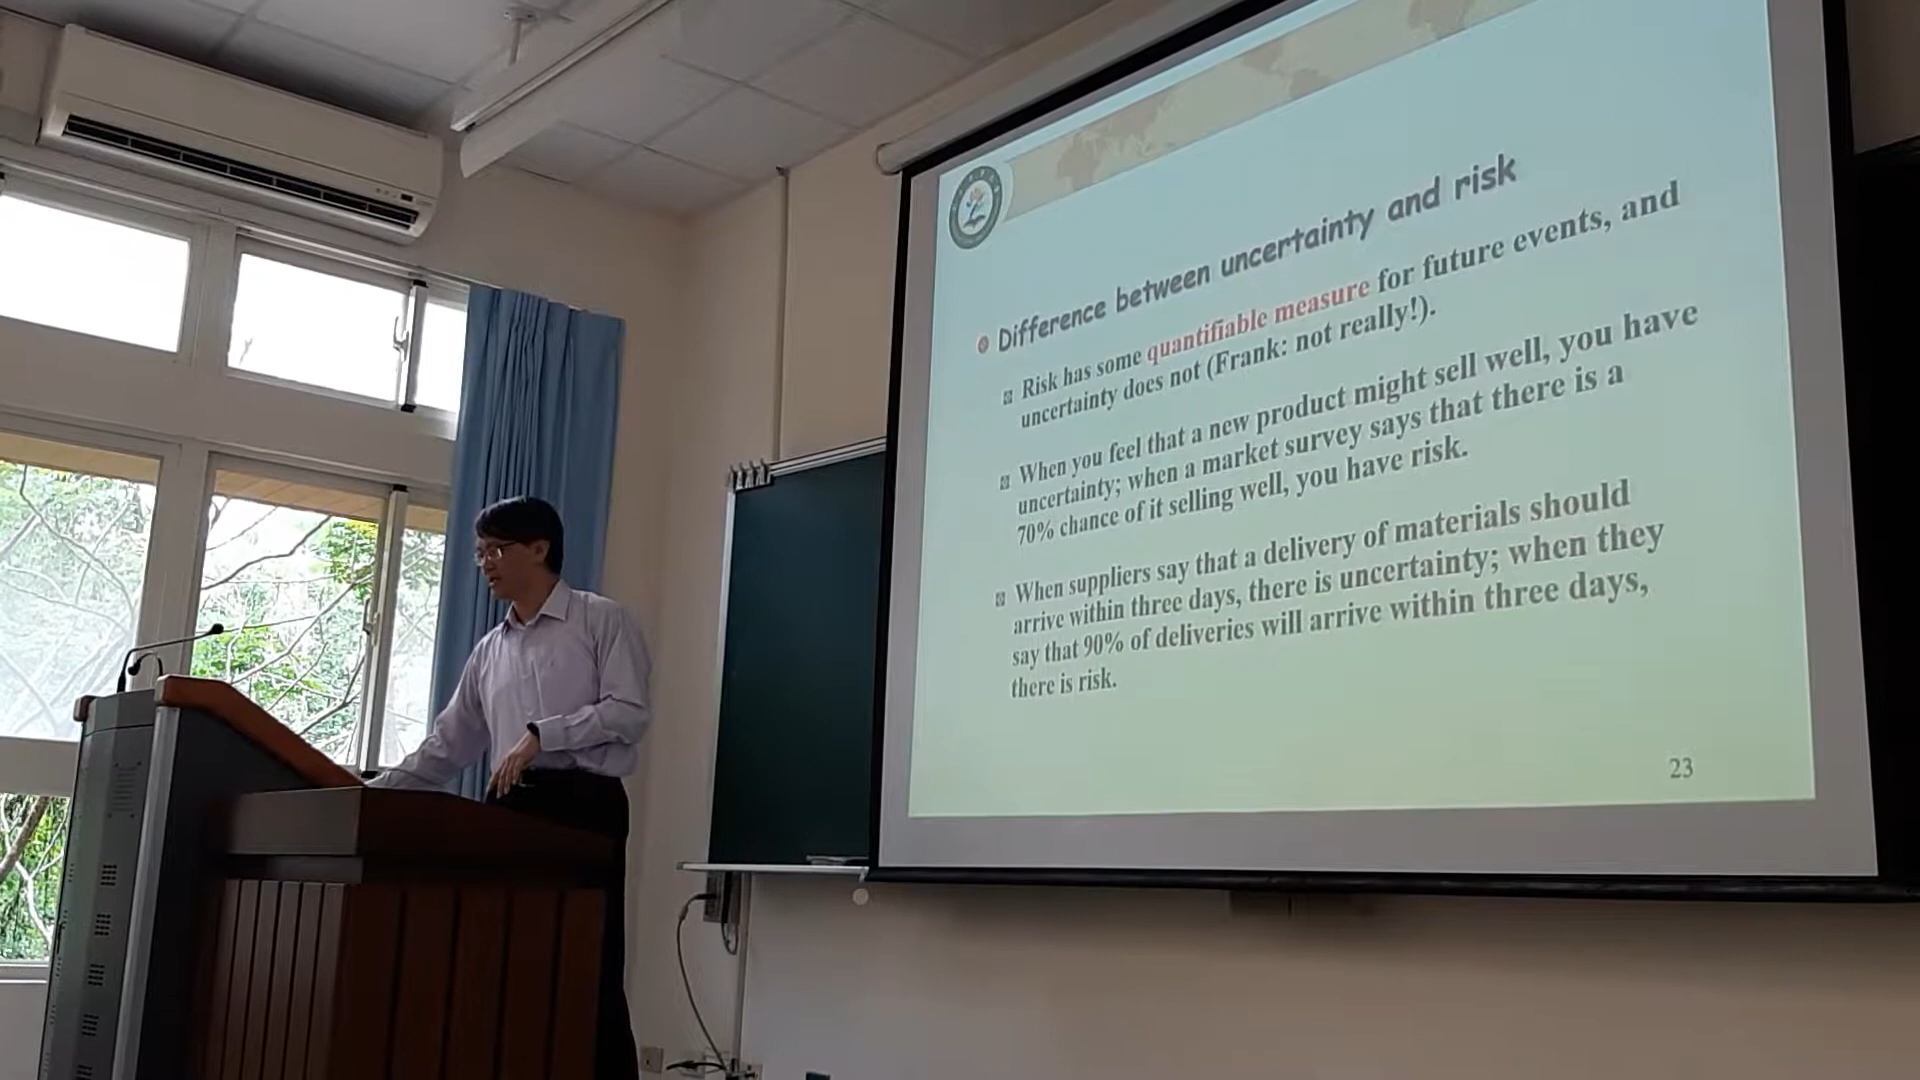 Difference between uncertainty and risk
Risk has some quantifiable measure for future events, and
uncertainty does not (Frank: not really!).
When you feel that a new product might sell well, you have
uncertainty; when a market survey says that there is a
70% chance of it selling well, you have risk.
When suppliers say that a delivery of materials should
arrive within three days, there is uncertainty; when they
say that 90% of deliveries will arrive within three days,
there is risk.
23